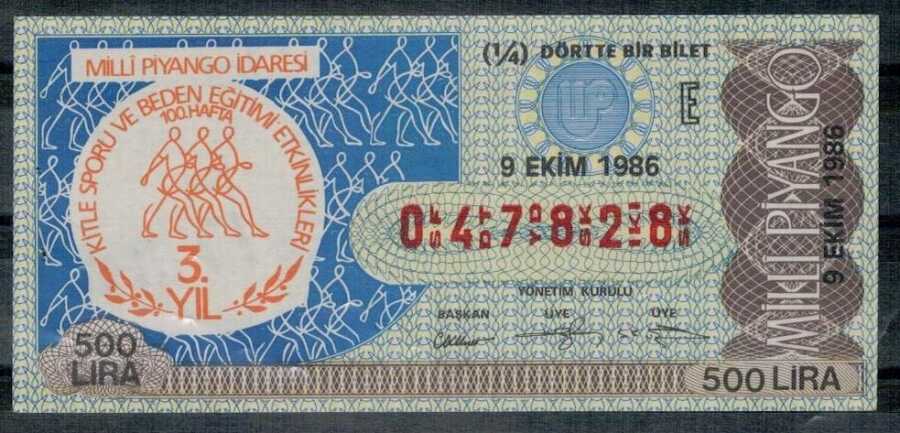 MİLLİ PİYANGO İDARESİ
KİTLE SPORU VE BEDEN EĞİTİMİ ETKİNLİKLERİ
100. HAFTA
3.
YIL
500
LİRA
(¼) DÖRTTE BİR BİLET
MP
E
9 EKİM 1986
0 4 7 8 2 8
YÖNETİM KURULU
BAŞKAN ÜYE ÜYE
MİLLİ PİYANGO
9 EKİM 1986
500 LİRA